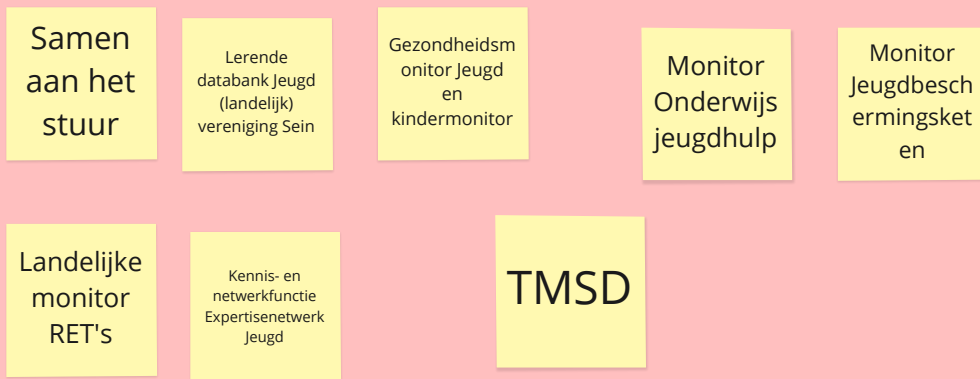 Samen
aan het
stuur
Lerende
databank Jeugd
(landelijk)
vereniging Sein
Gezondheidsm
onitor Jeugd
en
kindermonitor
Monitor
Onderwijs
jeugdhulp
Monitor
Jeugdbesch
ermingsket
en
Landelijke
monitor
RET's
Kennis- en
netwerkfunctie
Expertisenetwerk
Jeugd
TMSD